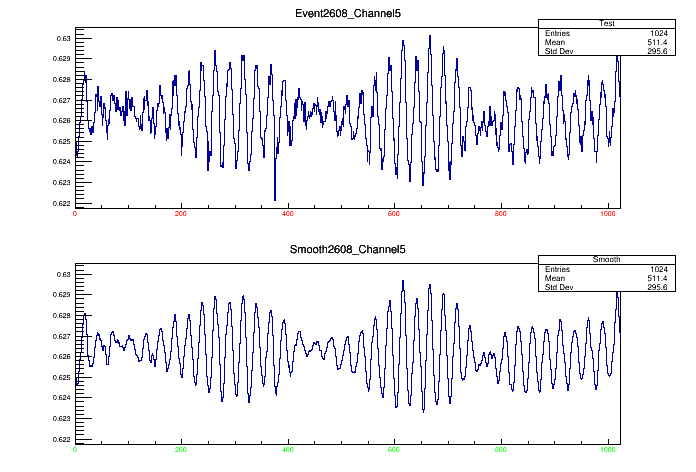 Event2608_Channel5
Test
Entries 1024
Mean 511.4
Std Dev 295.6
0.63
0.629
0.628
0.627
0.626
0.625
0.624
0.623
0.622
0 200 400 600 800 1000
Smooth2608_Channel5
Smooth
Entries 1024
Mean 511.4
Std Dev 295.6
0.63
0.629
0.628
0.627
0.626
0.625
0.624
0.623
0.622
0 200 400 600 800 1000